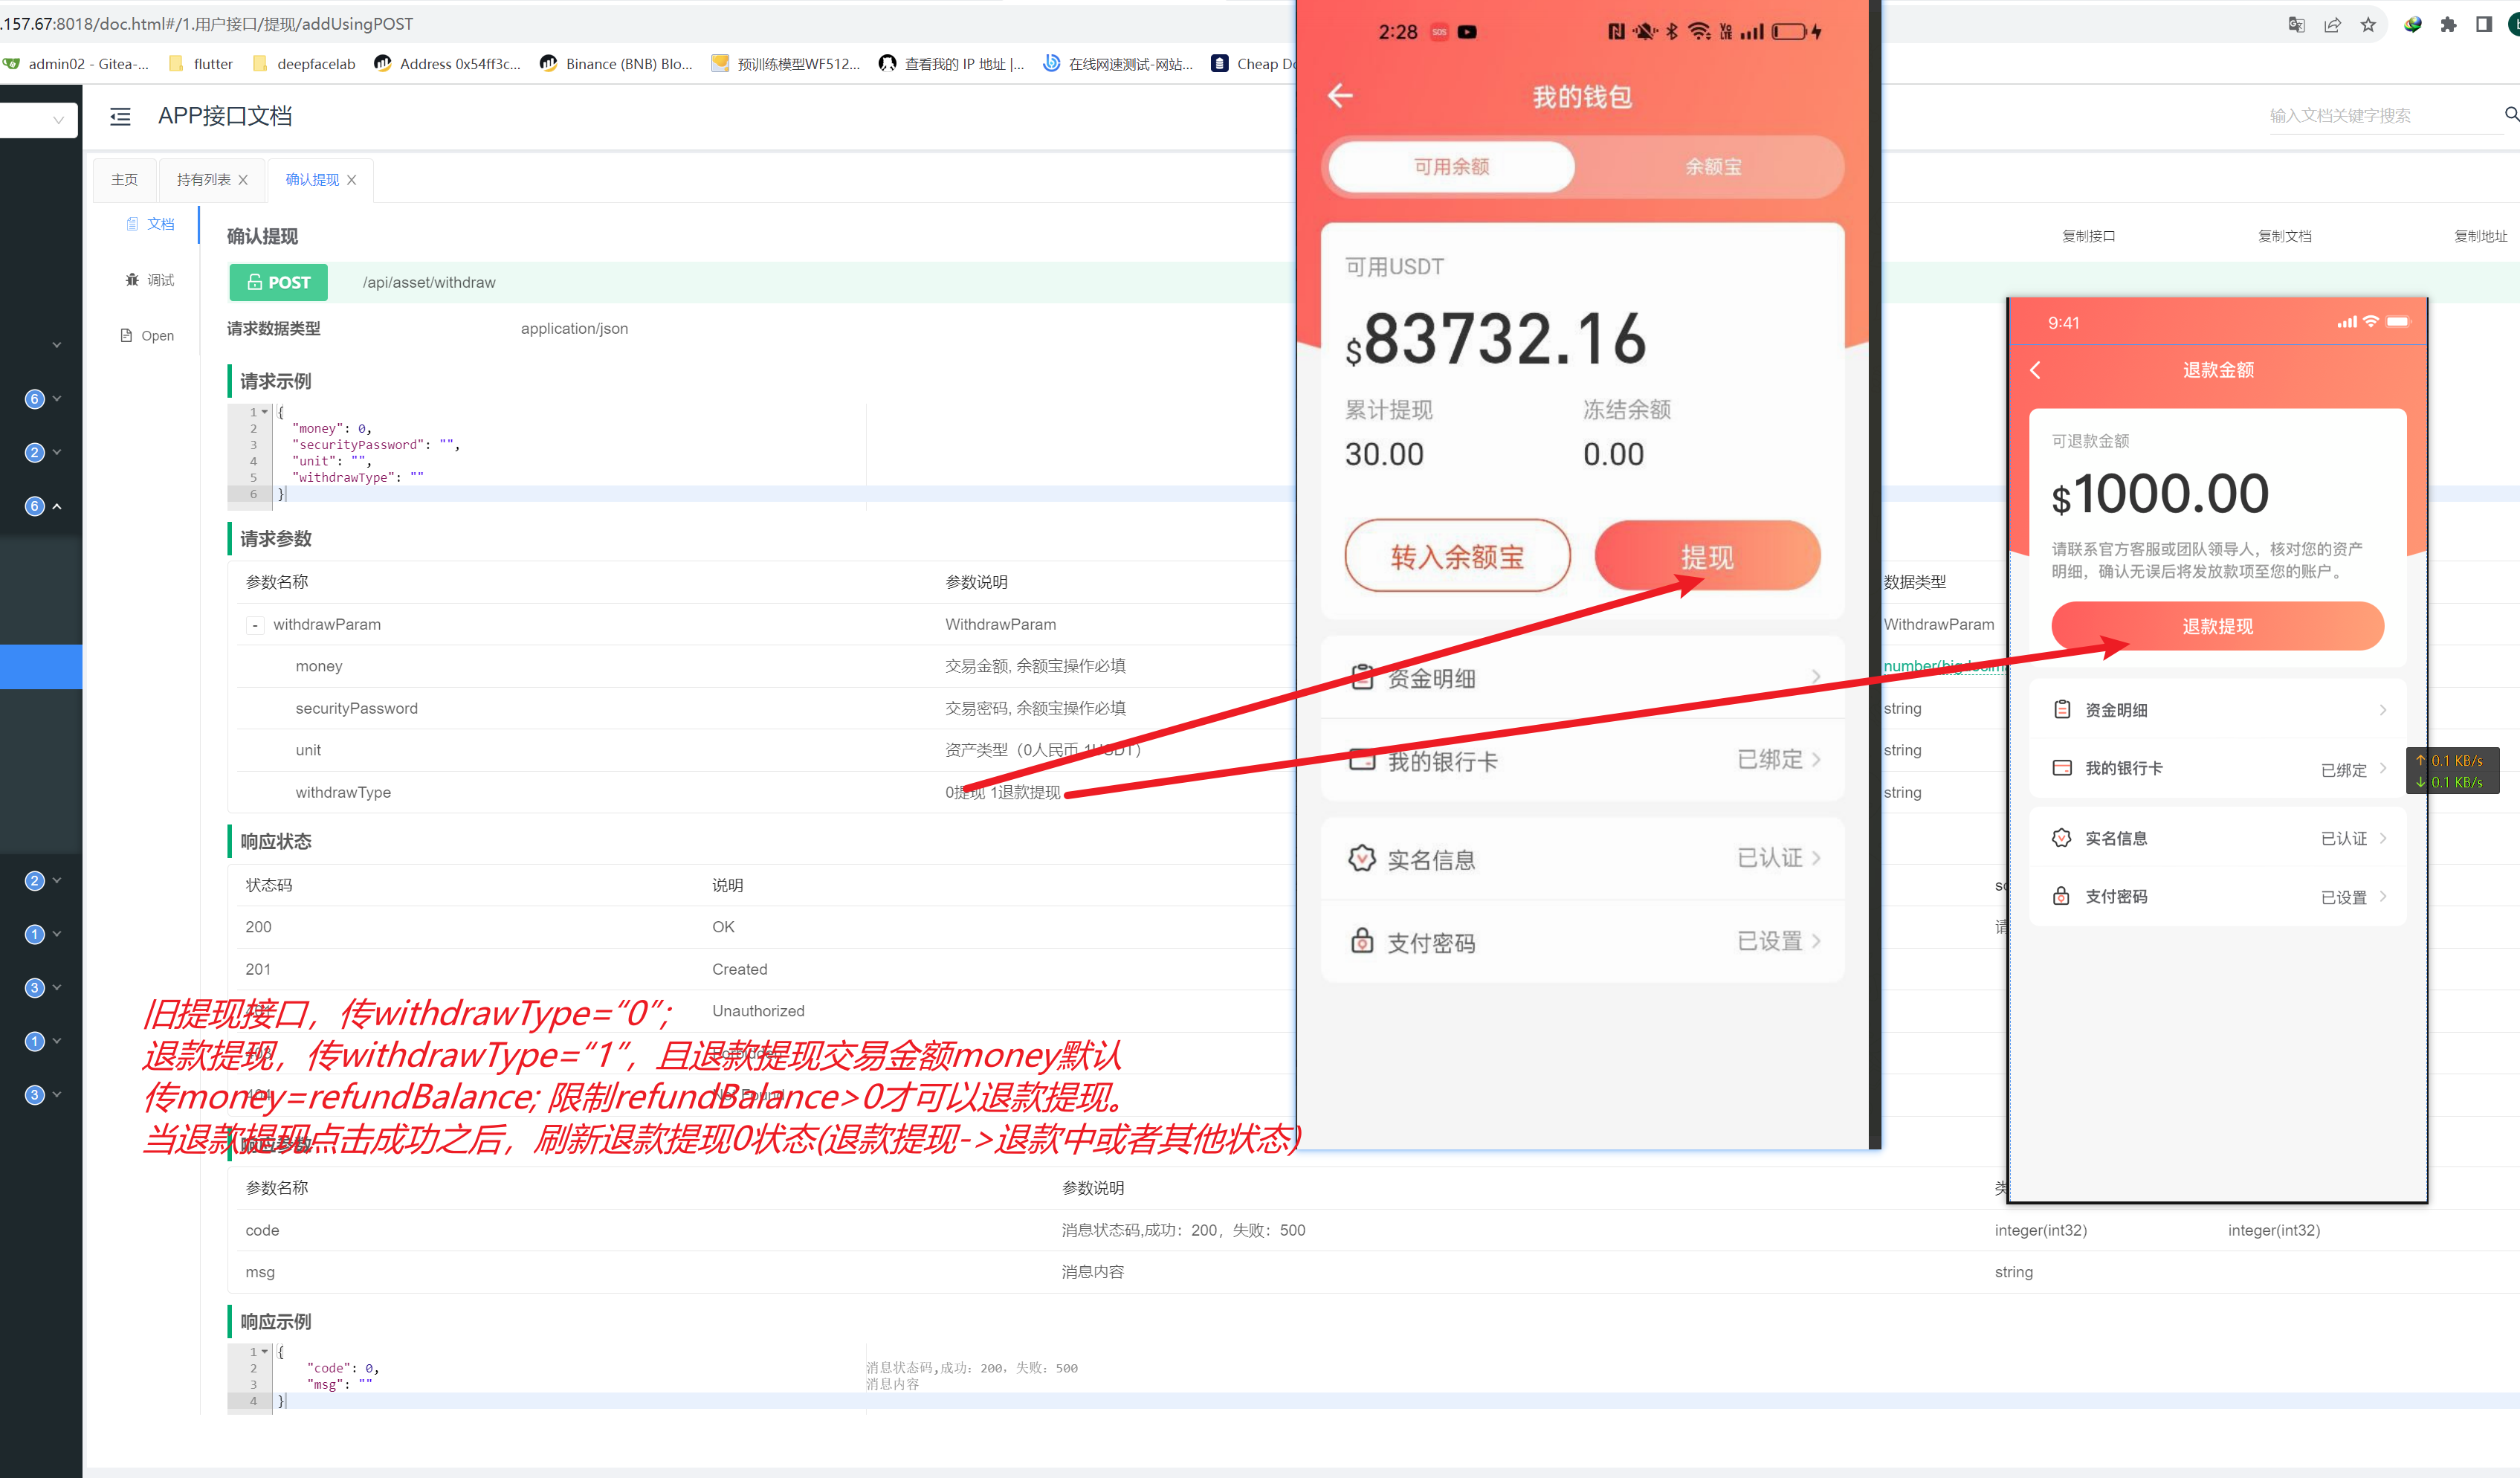 .157.67:8018/doc.html#/1.用户接口/提现/addUsingPOST
admin02 - Gitea-...
flutter
deepfacelab
Address 0x54ff3c...
Binance (BNB) Blo...
预训练模型WF512...
查看我的 IP 地址 |...
在线网速测试-网站...
Cheap De
APP接口文档
输入文档关键字搜索
主页
持有列表
确认提现
文档
调试
Open
6
2
6
2
1
3
1
3
确认提现
复制接口
复制文档
复制地址
POST
/api/asset/withdraw
请求数据类型
application/json
请求示例
1 {
2 "money": 0,
3 "securityPassword": "",
4 "unit": "",
5 "withdrawType": ""
6 }
请求参数
参数名称 参数说明 数据类型
- withdrawParam WithdrawParam WithdrawParam
money 交易金额, 余额宝操作必填 number(bigdecim
securityPassword 交易密码, 余额宝操作必填 string
unit 资产类型（0人民币 1USDT） string
withdrawType 0提现 1退款提现 string
响应状态
状态码 说明 sc
200 OK 请
201 Created
401 Unauthorized
403 Forbidden
404 Not Found
旧提现接口，传withdrawType=“0”;
退款提现，传withdrawType=“1”，且退款提现交易金额money默认
传money=refundBalance; 限制refundBalance>0才可以退款提现。
当退款提现点击成功之后，刷新退款提现0状态(退款提现->退款中或者其他状态)
响应参数
参数名称 参数说明 类
code 消息状态码,成功：200，失败：500 integer(int32) integer(int32)
msg 消息内容 string
响应示例
1 {
2 "code": 0, 消息状态码,成功：200，失败：500
3 "msg": "" 消息内容
4 }
2:28
SOS
我的钱包
可用余额
余额宝
可用USDT
$83732.16
累计提现 冻结余额
30.00 0.00
转入余额宝
提现
资金明细
我的银行卡 已绑定
实名信息 已认证
支付密码 已设置
9:41
退款金额
可退款金额
$1000.00
请联系官方客服或团队领导人，核对您的资产
明细，确认无误后将发放款项至您的账户。
退款提现
资金明细
我的银行卡 已绑定
实名信息 已认证
支付密码 已设置
↑ 0.1 KB/s
↓ 0.1 KB/s